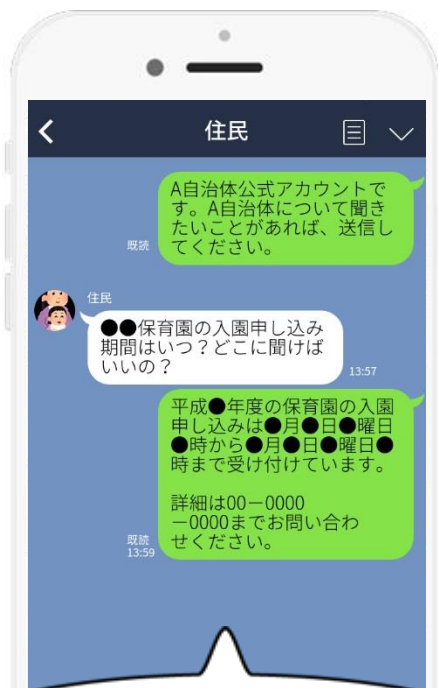 住民
A自治体公式アカウントで
す。A自治体について聞き
たいことがあれば、送信し
てください。
既読
住民
●●保育園の入園申し込み
期間はいつ？どこに聞けば
いいの？
13:57
平成●年度の保育園の入園
申し込みは●月●日●曜日
●時から●月●日●曜日●
時まで受け付けています。
詳細は00－0000
－0000までお問い合わ
せください。
既読
13:59